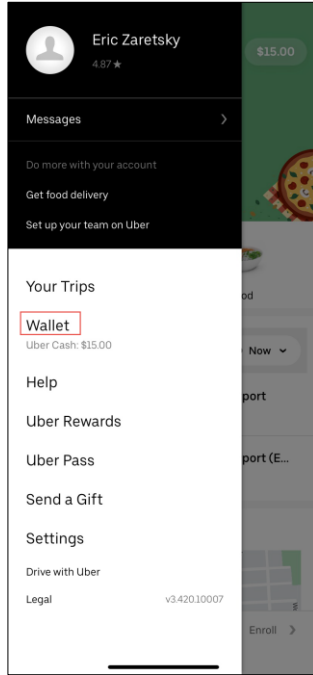 Eric Zaretsky
4.87 ★
$15.00
Messages
Do more with your account
Get food delivery
Set up your team on Uber
Your Trips
od
Wallet
Uber Cash: $15.00
Now
Help
port
Uber Rewards
Uber Pass
port (E...
Send a Gift
Settings
Drive with Uber
Legal
v3.420.10007
Enroll